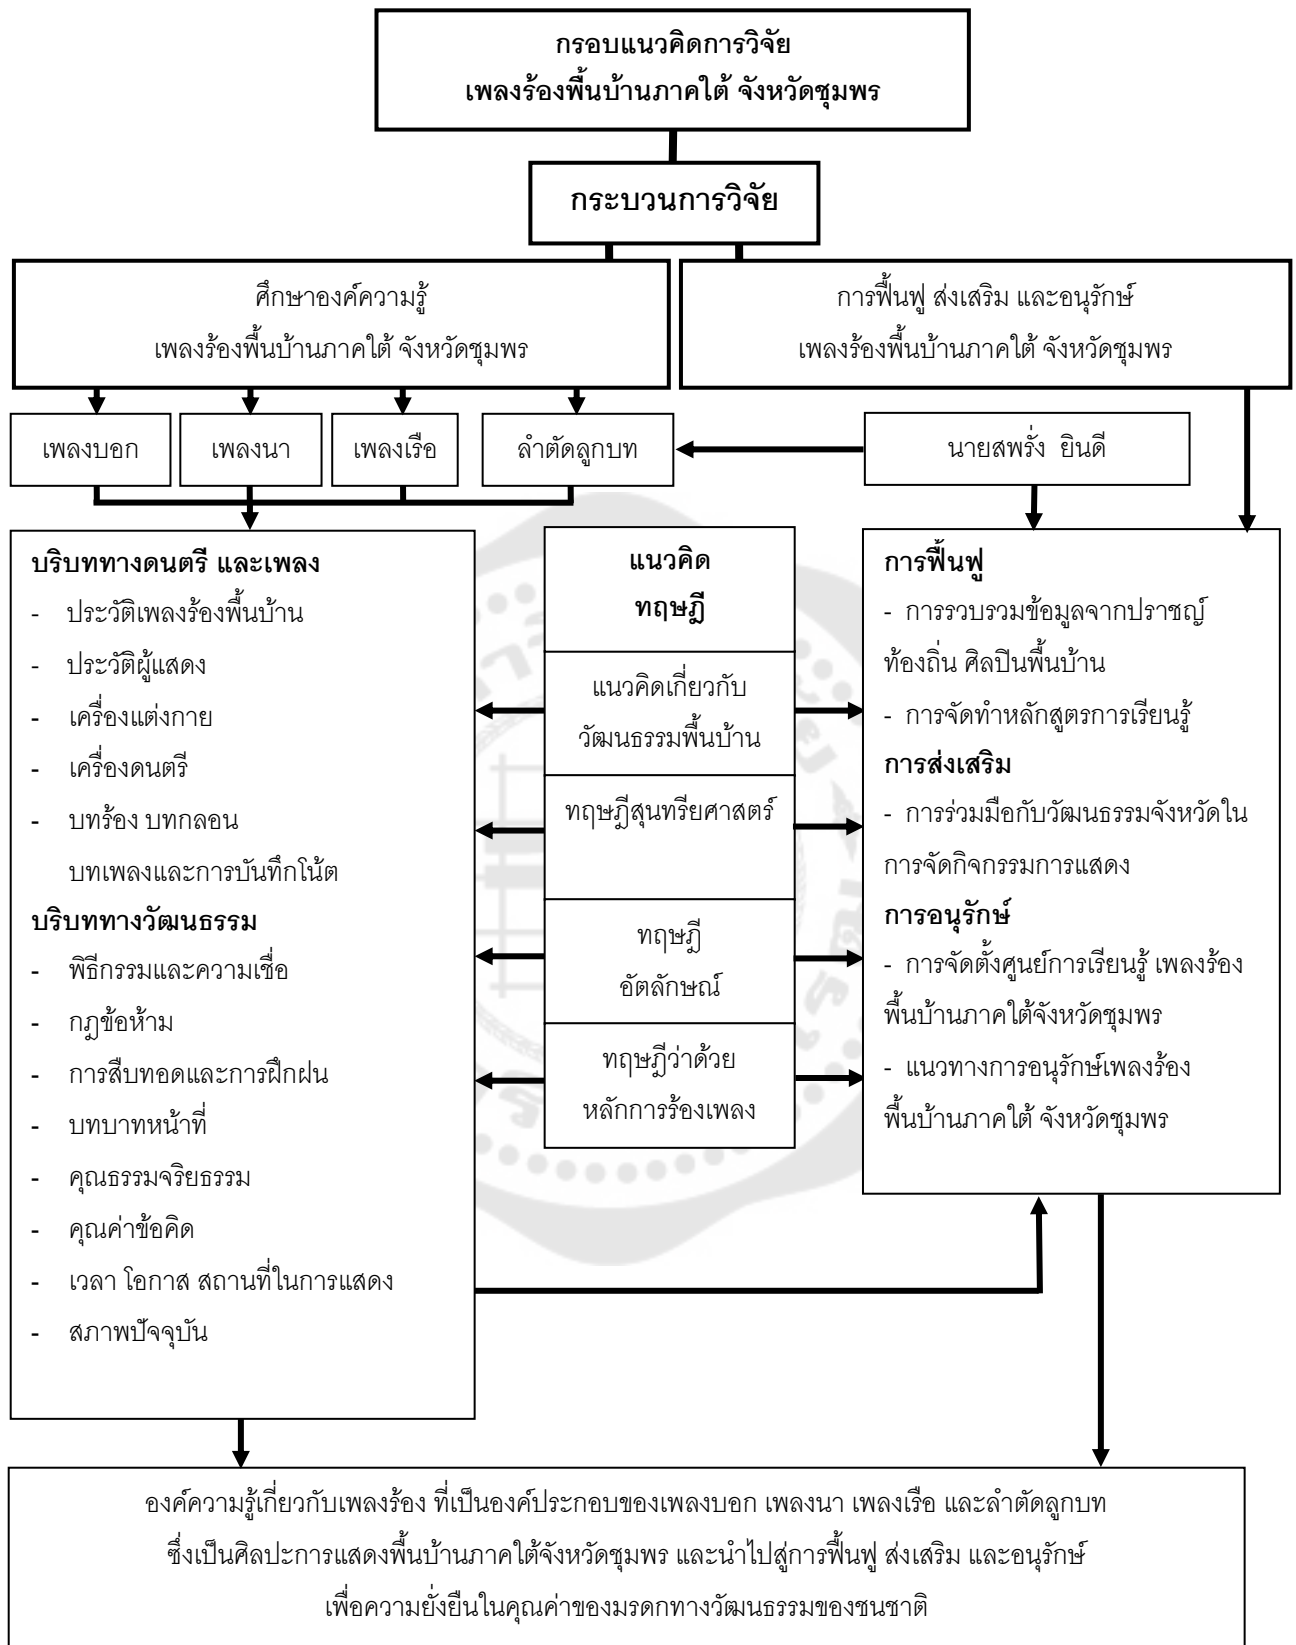 กรอบแนวคิดการวิจัย
เพลงร้องพื้นบ้านภาคใต้ จังหวัดชุมพร
กระบวนการวิจัย
ศึกษาองค์ความรู้
เพลงร้องพื้นบ้านภาคใต้ จังหวัดชุมพร
การฟื้นฟู ส่งเสริม และอนุรักษ์
เพลงร้องพื้นบ้านภาคใต้ จังหวัดชุมพร
เพลงบอก
เพลงนา
เพลงเรือ
ลำตัดลูกบท
นายสพรั่ง ยินดี
บริบททางดนตรี และเพลง
- ประวัติเพลงร้องพื้นบ้าน
- ประวัติผู้แสดง
- เครื่องแต่งกาย
- เครื่องดนตรี
- บทร้อง บทกลอน
บทเพลงและการบันทึกโน้ต
บริบททางวัฒนธรรม
- พิธีกรรมและความเชื่อ
- กฎข้อห้าม
- การสืบทอดและการฝึกฝน
- บทบาทหน้าที่
- คุณธรรมจริยธรรม
- คุณค่าข้อคิด
- เวลา โอกาส สถานที่ในการแสดง
- สภาพปัจจุบัน
แนวคิด
ทฤษฎี
แนวคิดเกี่ยวกับ
วัฒนธรรมพื้นบ้าน
ทฤษฎีสุนทรียศาสตร์
ทฤษฎี
อัตลักษณ์
ทฤษฎีว่าด้วย
หลักการร้องเพลง
การฟื้นฟู
- การรวบรวมข้อมูลจากปราชญ์
ท้องถิ่น ศิลปินพื้นบ้าน
- การจัดทำหลักสูตรการเรียนรู้
การส่งเสริม
- การร่วมมือกับวัฒนธรรมจังหวัดใน
การจัดกิจกรรมการแสดง
การอนุรักษ์
- การจัดตั้งศูนย์การเรียนรู้ เพลงร้อง
พื้นบ้านภาคใต้จังหวัดชุมพร
- แนวทางการอนุรักษ์เพลงร้อง
พื้นบ้านภาคใต้ จังหวัดชุมพร
องค์ความรู้เกี่ยวกับเพลงร้อง ที่เป็นองค์ประกอบของเพลงบอก เพลงนา เพลงเรือ และลำตัดลูกบท
ซึ่งเป็นศิลปะการแสดงพื้นบ้านภาคใต้จังหวัดชุมพร และนำไปสู่การฟื้นฟู ส่งเสริม และอนุรักษ์
เพื่อความยั่งยืนในคุณค่าของมรดกทางวัฒนธรรมของชนชาติ